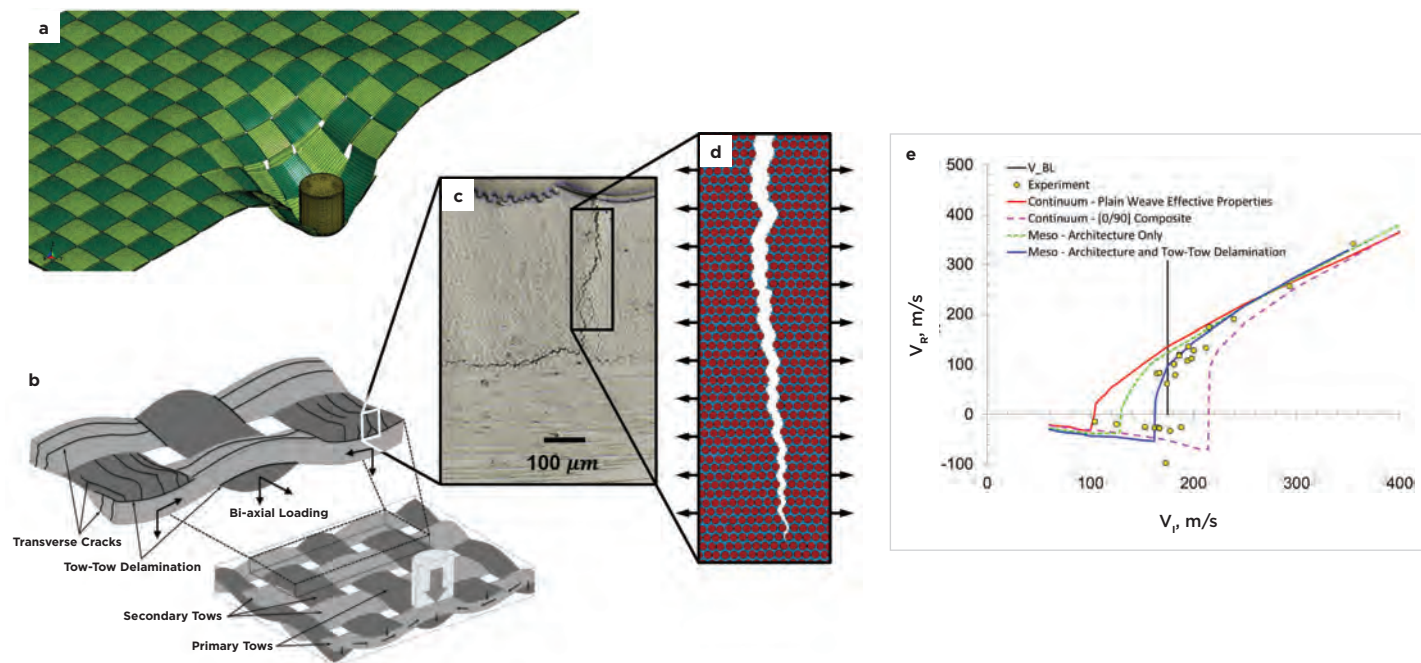 a
b
Transverse Cracks
Tow-Tow Delamination
Bi-axial Loading
Secondary Tows
Primary Tows
c
100 μm
d
e
V_BL
Experiment
Continuum - Plain Weave Effective Properties
Continuum - [0/90] Composite
Meso - Architecture Only
Meso - Architecture and Tow-Tow Delamination
500
400
300
200
100
0
-100
V_R, m/s
0
100
200
300
400
V_I, m/s